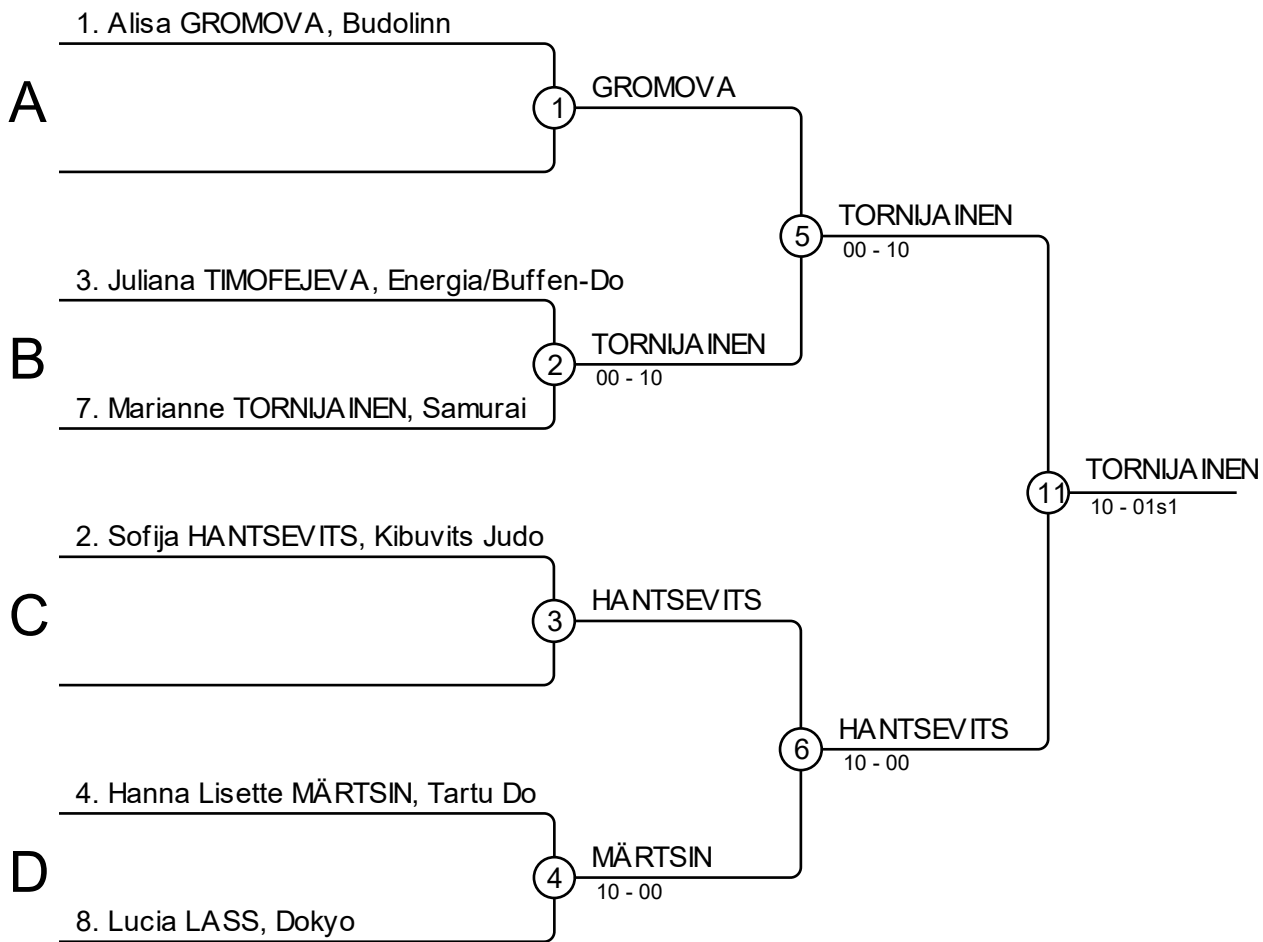 1. Alisa GROMOVA, Budolinn
A
1
GROMOVA
5
TORNIJAINEN
00 - 10
3. Juliana TIMOFEJEVA, Energia/Buffen-Do
B
2
TORNIJAINEN
00 - 10
7. Marianne TORNIJAINEN, Samurai
11
TORNIJAINEN
10 - 01s1
2. Sofija HANTSEVITS, Kibuvits Judo
C
3
HANTSEVITS
6
HANTSEVITS
10 - 00
4. Hanna Lisette MÄRTSIN, Tartu Do
D
4
MÄRTSIN
10 - 00
8. Lucia LASS, Dokyo